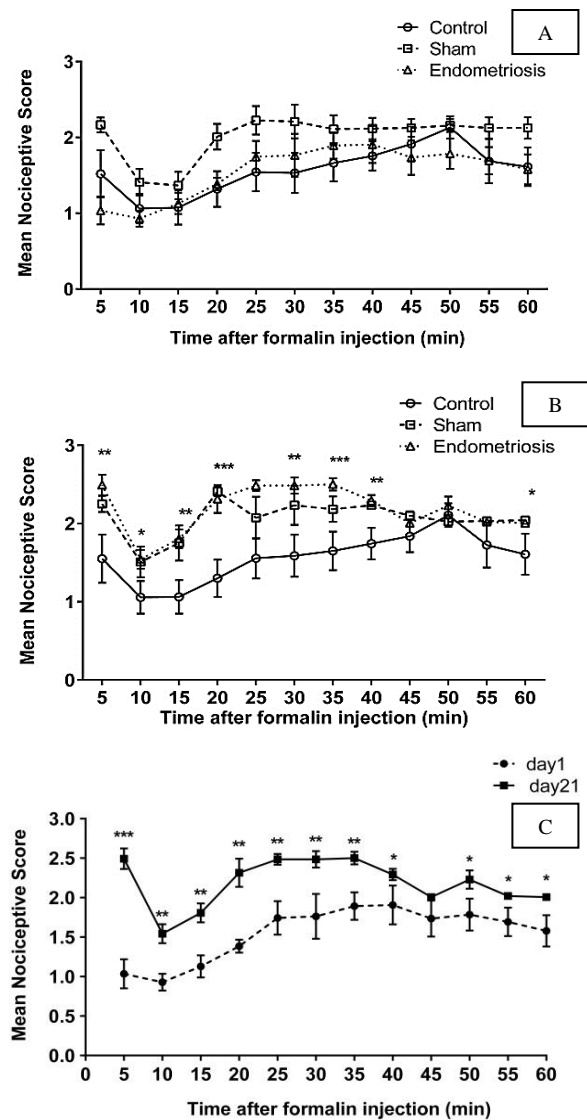 Control
Sham
Endometriosis
A
Mean Nociceptive Score
3
2
1
0
5 10 15 20 25 30 35 40 45 50 55 60
Time after formalin injection (min)
Control
Sham
Endometriosis
B
Mean Nociceptive Score
3
2
1
0
** * ** *** ** *** ** *
5 10 15 20 25 30 35 40 45 50 55 60
Time after formalin injection (min)
day1
day21
C
Mean Nociceptive Score
3.0
2.5
2.0
1.5
1.0
0.5
0.0
*** ** ** ** ** ** ** * * * *
0 5 10 15 20 25 30 35 40 45 50 55 60
Time after formalin injection (min)